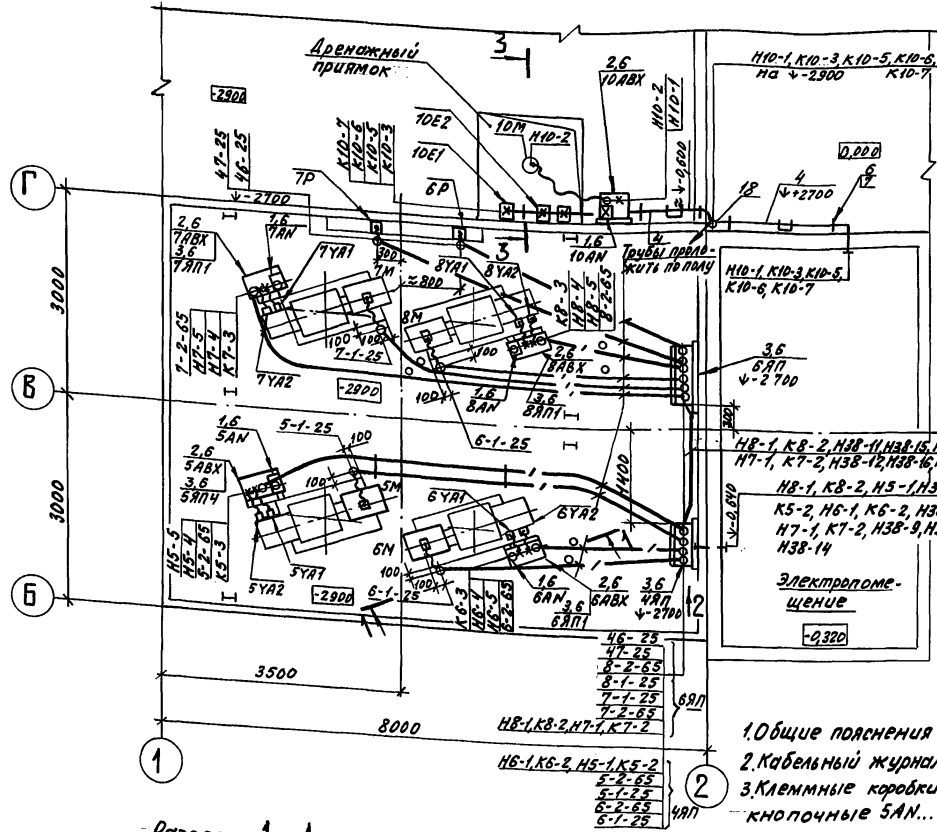 Дренажный
приямок
3
2,6
10АВХ
Н10-2
Н10-1
Н10-1, К10-3, К10-5, К10-6,
на ↓-2900 К10-7
-2900
47-25
46-25
↓-2700
К10-7
К10-6
К10-5
К10-3
10Е2
10Е1
10М
Н10-2
↓-0,600
0,000
18
4
↓+2700
6
7
Г
7Р
6Р
3
1,6
10АN
4
Трубы проло-
жить по полу
Н10-1, К10-3, К10-5,
К10-6, К10-7
2,6
7АВХ
3,6
7ЯП1
1,6
7АN
7YA1
300
7М
≈800
8YA1
8YA2
К8-3
Н8-4
Н8-5
8-2-65
3000
7-2-65
Н7-5
Н7-4
К7-3
8М
100
100
7-1-25
100
2,6
8АВХ
3,6
6ЯП
↓-2700
7YA2
-2900
1,6
8АN
3,6
8ЯП1
В
100
300
5-1-25
100
6-1-25
1,6
5АN
2,6
5АВХ
3,6
5ЯП4
1400
Н8-1, К8-2, Н38-11, Н38-15,
Н7-1, К7-2, Н38-12, Н38-16,
↓-0,640
Н8-1, К8-2, Н5-1, Н3
К5-2, Н6-1, К6-2, Н38
Н7-1, К7-2, Н38-9, Н3
Н38-14
3000
100
5М
6YA1
6YA2
Н5-5
Н5-4
5-2-65
К5-3
5YA2
5YA1
6М
1
100
100
6-1-25
-2900
К6-3
Н6-4
Н6-5
6-2-65
1,6
6АN
2,6
6АВХ
3,6
6ЯП1
3,6
4ЯП
↓-2700
2
Электропоме-
щение
-0,320
Б
3500
8000
46-25
47-25
8-2-65
8-1-25
7-1-25
7-2-65
Н8-1, К8-2, Н7-1, К7-2
6ЯП
Н6-1, К6-2, Н5-1, К5-2
5-2-65
5-1-25
6-2-65
6-1-25
4ЯП
1
2
1. Общие пояснения
2. Кабельный журнал
3. Клеммные коробки
кнопочные 5АN...